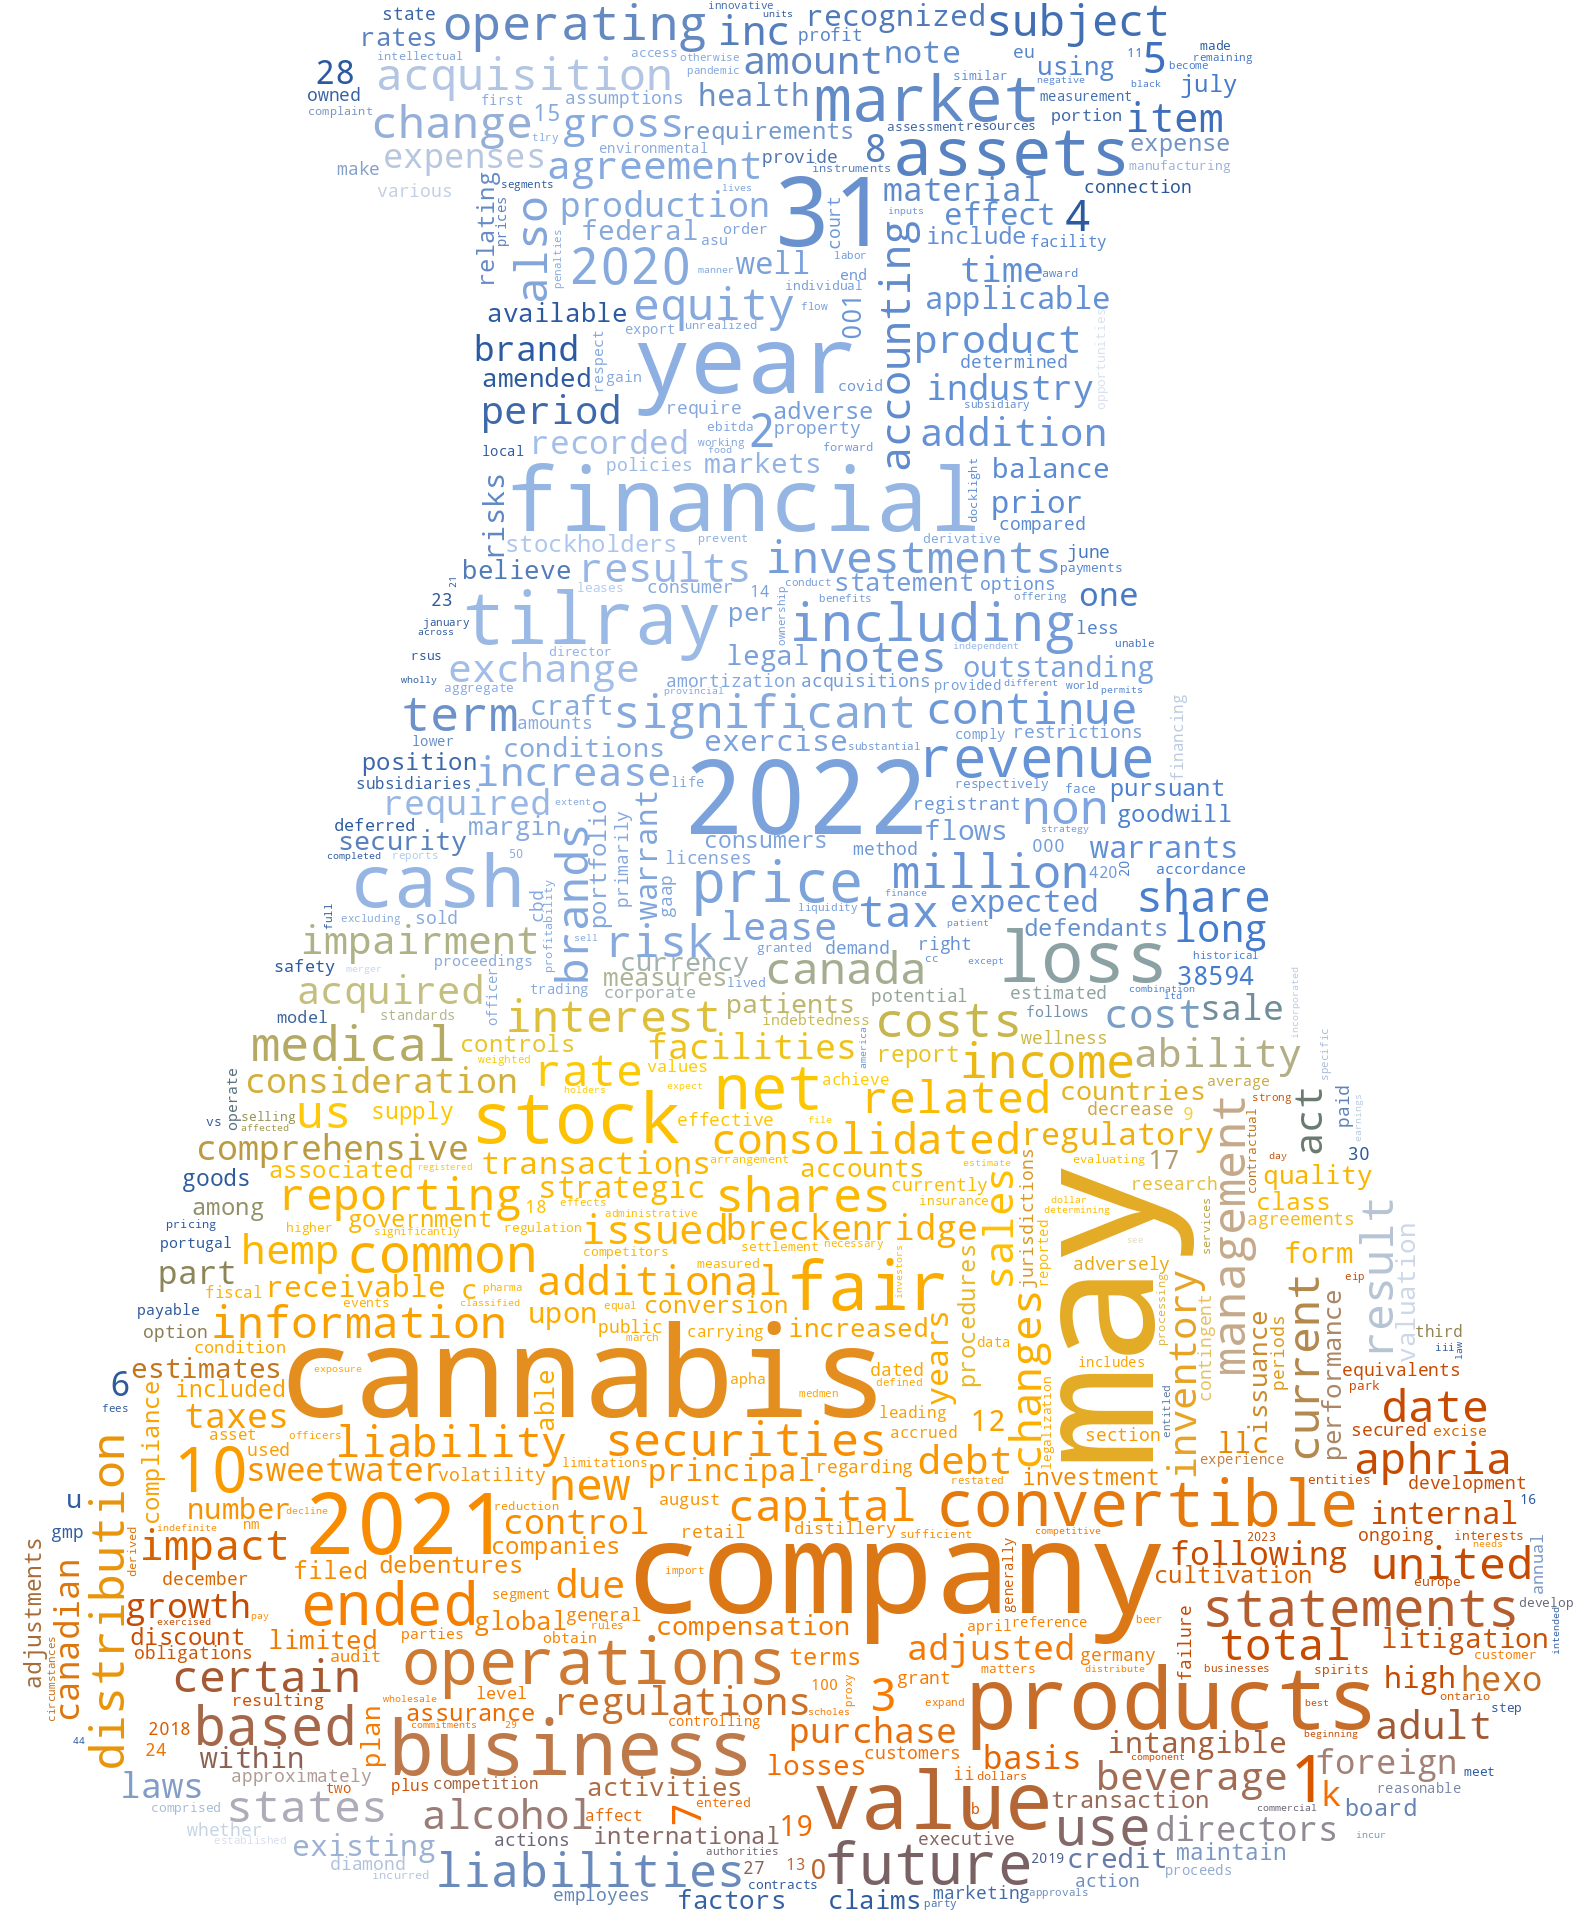 state operating innovative units inc profit recognized subject
rates intellectual access otherwise pandemic amount note eu using 11 5 made remaining become
28 acquisition similar negative black july
owned complaint first assumptions health market measurement portion item
change 15 gross requirements assessment resources
tlry environmental 8 assets expense
make expenses agreement provide instruments manufacturing
various segments lives material connection
relating prices also production 31 court inputs effect 4
federal asu order accounting include facility
penalties 2020 manner well labor end time award
individual applicable
available equity flow 001 opportunities
export unrealized product
brand respect year determined
amended gain covid industry
period require adverse subsidiary
ebitda 2 property addition
recorded working food forward
local policies markets balance
risks financial docklight prior
compared
stockholders prevent derivative
believe results investments june payments
21 leases consumer 14 conduct statement options
23 tilray per ownership benefits offering one
january across including less
rsus director legal notes independent unable
wholly exchange aggregate amortization acquisitions provided different world permits outstanding
provincial
term craft amounts significant continue financing
lower conditions exercise substantial comply restrictions
position revenue
subsidiaries increase life 2022 respectively face pursuant
required extent registrant non goodwill
deferred margin brands portfolio primarily warrant consumers flows strategy
security method 000 warrants
completed reports 50 licenses 420 20 accordance
cash cbd gaap price million finance share
full excluding sold profitability liquidity tax expected
impairment sell risk lease patient defendants long
proceedings granted demand right
safety merger currency canada cc except loss historical
acquired officer trading measures lived 38594
corporate potential estimated combination ltd incorporated
model standards interest patients indebtedness costs follows cost sale
medical controls facilities america report wellness specific
weighted rate values income ability
consideration holders expect net achieve related countries average
operate us supply stock strong paid
vs selling affected effective file decrease 9 management act earnings
comprehensive consolidated regulatory contractual
associated registered transactions arrangement accounts estimate evaluating 17 day 30
goods reporting strategic shares currently jurisdictions may research quality
among 18 effects insurance dollar class
pricing government administrative sales determining services agreements result
higher significantly regulation issued breckenridge
portugal hemp common competitors settlement necessary reported see form valuation
part measured investors adversely
fiscal receivable c pharma additional fair procedures inventory current eip
payable events classified equal conversion processing
option information upon public carrying increased years changes data contingent issuance performance third
condition march iii law
estimates cannabis exposure dated includes periods equivalents
6 included able apha medmen defined entitled park
fees taxes leading legalization date
distribution compliance asset officers accrued 12 section llc secured excise
10 used liability securities debt aphria
sweetwater volatility limitations principal regarding restated investment experience
u number new entities development
decline 2021 reduction august capital convertible internal 16
gmp indefinite nm control retail distillery sufficient competitive 2023 ongoing interests
impact companies needs
adjustments canadian derived filed debentures company generally following united annual
december segment due import cultivation europe
growth exercised pay ended statements develop
discount global general compensation april reference beer intended
obligations limited parties rules total litigation
circumstances audit obtain terms adjusted germany failure customer
certain operations matters distribute businesses spirits
resulting level 100 proxy grant high hexo
wholesale regulations 3 expand products best ontario
based assurance scholes step
2018 commitments 29 controlling purchase beginning adult
44 24 within plan business customers basis intangible
losses component foreign
laws approximately two plus competition activities ii dollars beverage meet
comprised states 1 k reasonable
7 entered value transaction commercial board
alcohol affect b
whether established international 19 use directors incur
existing actions authorities executive
diamond incurred liabilities 27 13 0 future 2019 credit maintain proceeds
contracts action
employees factors claims party marketing approvals